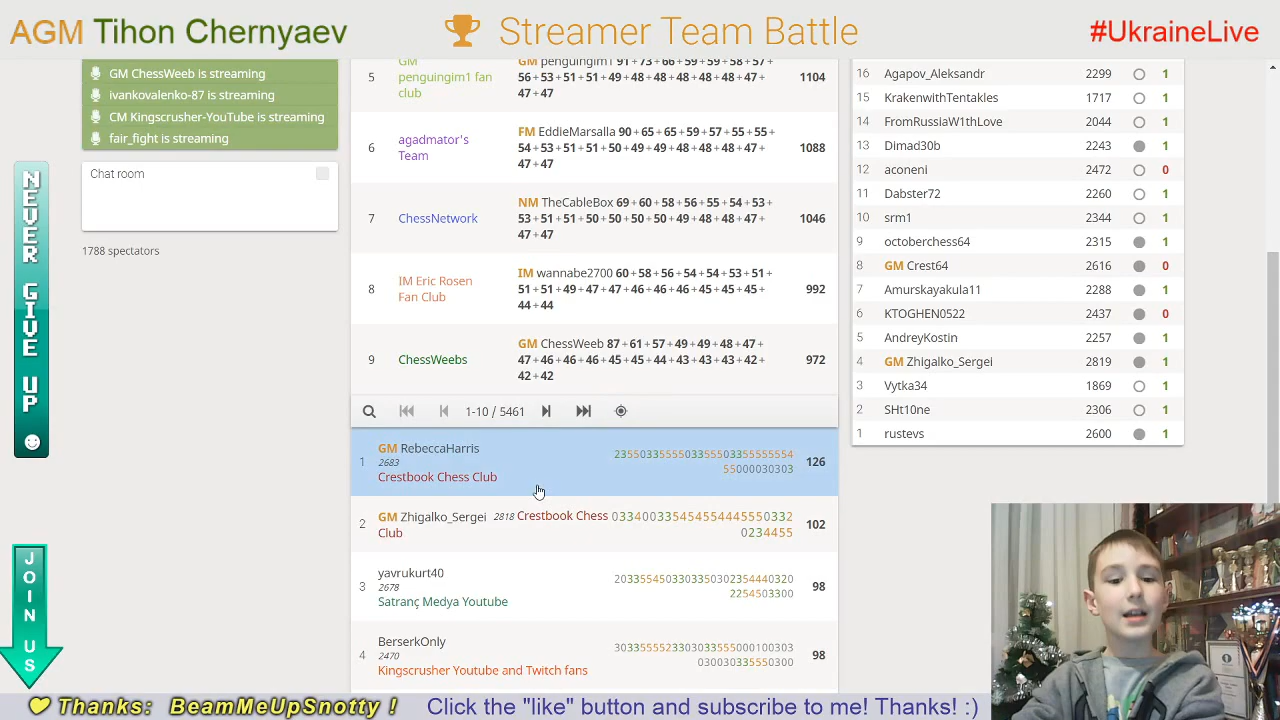 AGM Tihon Chernyaev
Streamer Team Battle
#UkraineLive
GM ChessWeeb is streaming
ivankovalenko-87 is streaming
CM Kingscrusher-YouTube is streaming
fair_fight is streaming
Chat room
1788 spectators
NEVER GIVE UP
JOIN US
5 GM penguingim1 fan club GM penguingim1 91+73+66+59+59+58+57+
56+53+51+51+49+48+48+48+48+47+
47+47 1104
6 agadmator's Team FM EddieMarsalla 90+65+65+59+57+55+55+
54+53+51+51+50+49+49+48+48+48+
47+47 1088
7 ChessNetwork NM TheCableBox 69+60+58+56+55+54+53+
53+51+51+50+50+50+50+49+48+48+
47+47 1046
8 IM Eric Rosen Fan Club IM wannabe2700 60+58+56+54+54+53+51+
51+51+49+47+47+46+46+46+45+45+45+
44+44 992
9 ChessWeebs GM ChessWeeb 87+61+57+49+49+48+47+
47+46+46+46+45+45+44+43+43+43+42+
42+42 972
1-10 / 5461
1 GM RebeccaHarris 126
2683
Crestbook Chess Club
2 GM Zhigalko_Sergei 2818 Crestbook Chess 102
Club
3 yavrukurt40 98
2678
Satranç Medya Youtube
4 BerserkOnly 98
2470
Kingscrusher Youtube and Twitch fans
16 Agapov_Aleksandr 2299 1
15 KrakenwithTentakles 1717 1
14 FromRussiaW1thLove 2044 1
13 Dimad30b 2243 1
12 aconeni 2472 0
11 Dabster72 2260 1
10 srm1 2344 1
9 octoberchess64 2315 1
8 GM Crest64 2616 0
7 Amurskayakula11 2288 1
6 KTOGHEN0522 2437 0
5 AndreyKostin 2257 1
4 GM Zhigalko_Sergei 2819 1
3 Vytka34 1869 1
2 SHt10ne 2306 1
1 rustevs 2600 1
Thanks: BeamMeUpSnotty !
Click the "like" button and subscribe to me! Thanks! :)